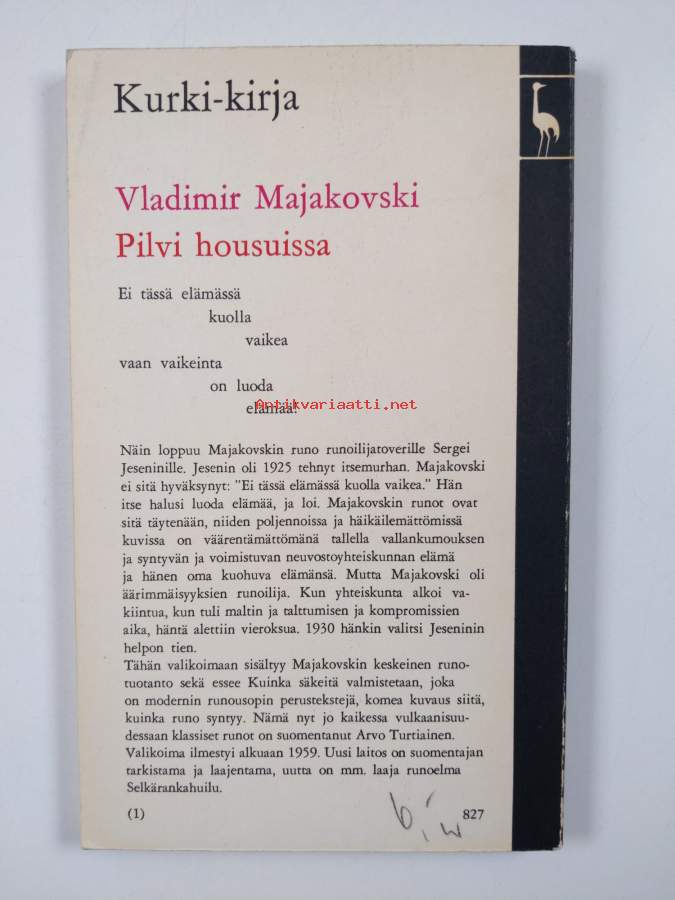 Kurki-kirja
Vladimir Majakovski
Pilvi housuissa
Ei tässä elämässä
kuolla
vaikea
vaan vaikeinta
on luoda
elämää.
Antikvariaatti.net
Näin loppuu Majakovskin runo runoilijatoverille Sergei
Jeseninille. Jesenin oli 1925 tehnyt itsemurhan. Majakovski
ei sitä hyväksynyt: "Ei tässä elämässä kuolla vaikea." Hän
itse halusi luoda elämää, ja loi. Majakovskin runot ovat
sitä täytenään, niiden poljennoissa ja häikäilemättömissä
kuvissa on väärentämättömänä tallella vallankumouksen
ja syntyvän ja voimistuvan neuvostoyhteiskunnan elämä
ja hänen oma kuohuva elämänsä. Mutta Majakovski oli
äärimmäisyyksien runoilija. Kun yhteiskunta alkoi va-
kiintua, kun tuli maltin ja talttumisen ja kompromissien
aika, häntä alettiin vieroksua. 1930 hänkin valitsi Jeseninin
helpon tien.
Tähän valikoimaan sisältyy Majakovskin keskeinen runo-
tuotanto sekä essee Kuinka säkeitä valmistetaan, joka
on modernin runousopin perustekstejä, komea kuvaus siitä,
kuinka runo syntyy. Nämä nyt jo kaikessa vulkaanisuu-
dessaan klassiset runot on suomentanut Arvo Turtiainen.
Valikoima ilmestyi alkuaan 1959. Uusi laitos on suomentajan
tarkistama ja laajentama, uutta on mm. laaja runoelma
Selkärankahuilu.
(1)
827